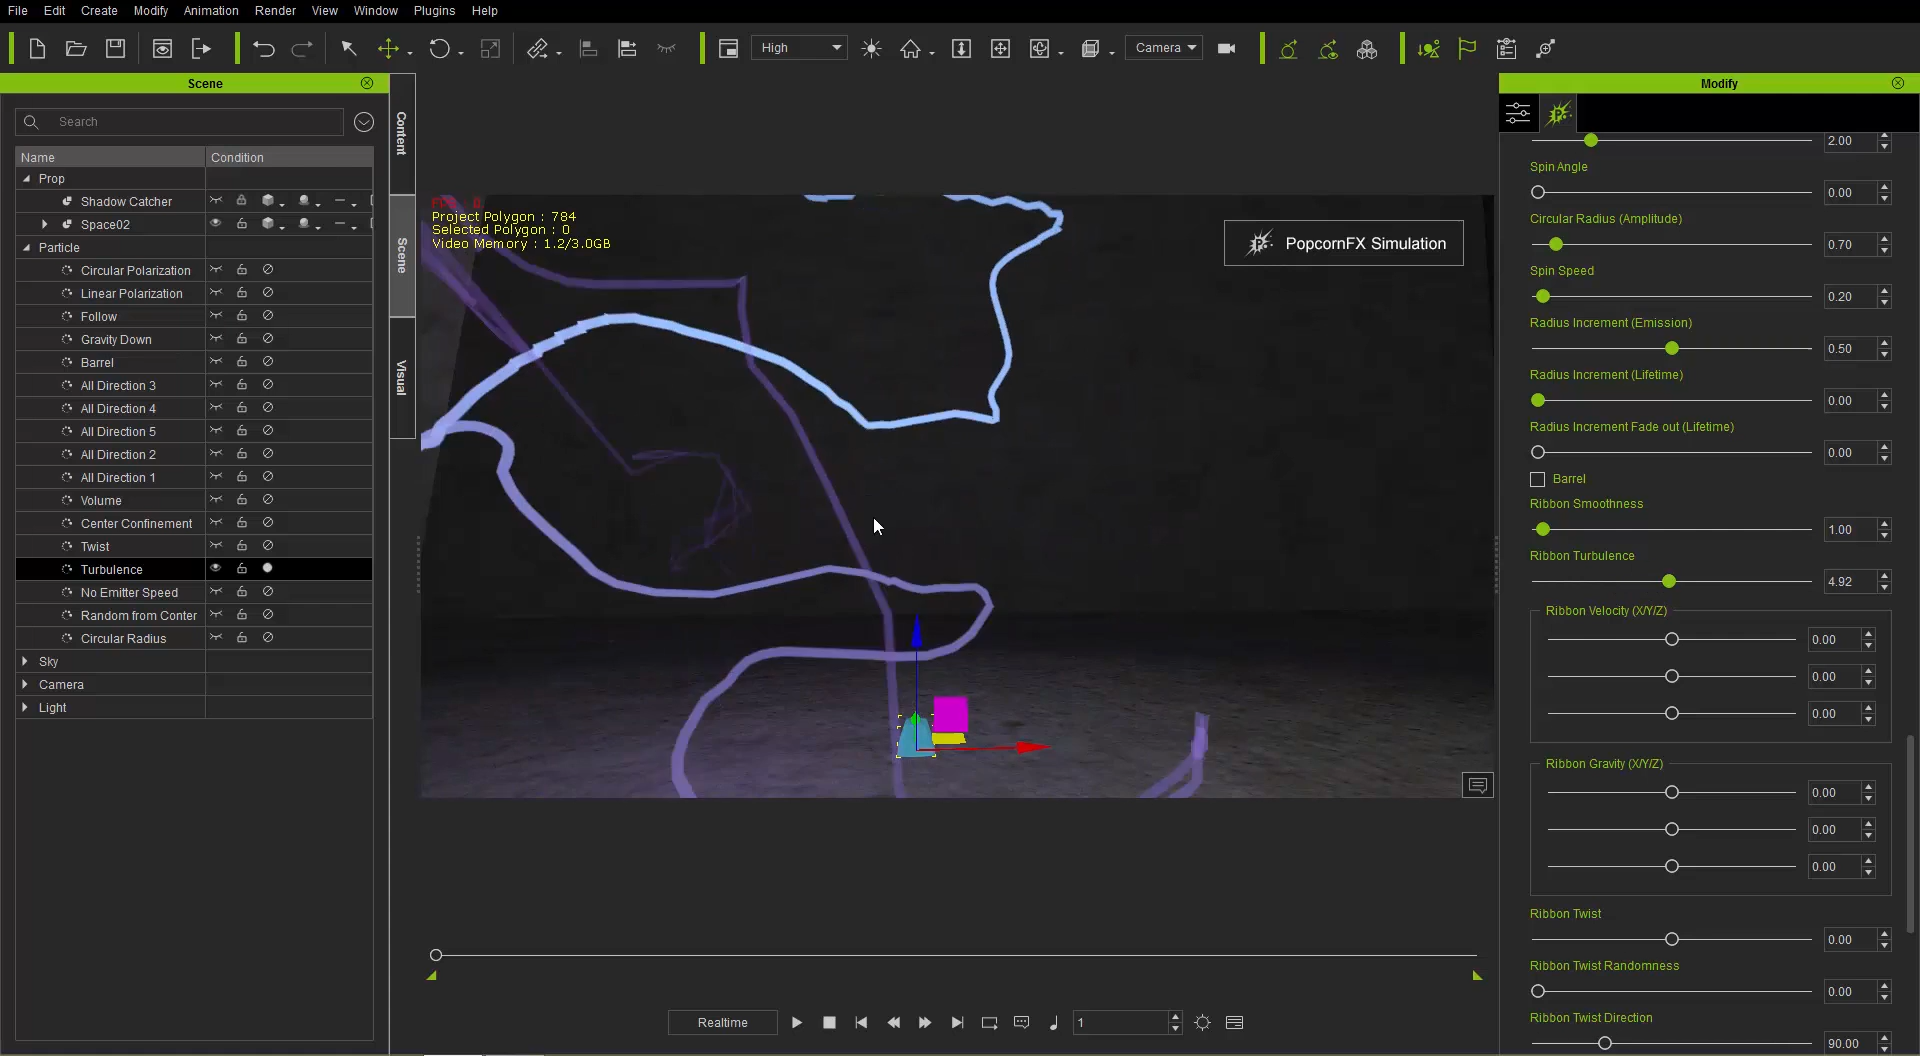 File Edit Create Modify Animation Render View Window Plugins Help
High Camera
Scene
Search
Name Condition
Prop
Shadow Catcher
Space02
Particle
Circular Polarization
Linear Polarization
Follow
Gravity Down
Barrel
All Direction 3
All Direction 4
All Direction 5
All Direction 2
All Direction 1
Volume
Center Confinement
Twist
Turbulence
No Emitter Speed
Random from Conter
Circular Radius
Sky
Camera
Light
Content
Scene
Visual
FPS : 0
Project Polygon : 784
Selected Polygon : 0
Video Memory : 1.2/3.0GB
PopcornFX Simulation
Realtime
1
Modify
2.00
Spin Angle
0.00
Circular Radius (Amplitude)
0.70
Spin Speed
0.20
Radius Increment (Emission)
0.50
Radius Increment (Lifetime)
0.00
Radius Increment Fade out (Lifetime)
0.00
Barrel
Ribbon Smoothness
1.00
Ribbon Turbulence
4.92
Ribbon Velocity (X/Y/Z)
0.00
0.00
0.00
Ribbon Gravity (X/Y/Z)
0.00
0.00
0.00
Ribbon Twist
0.00
Ribbon Twist Randomness
0.00
Ribbon Twist Direction
90.00